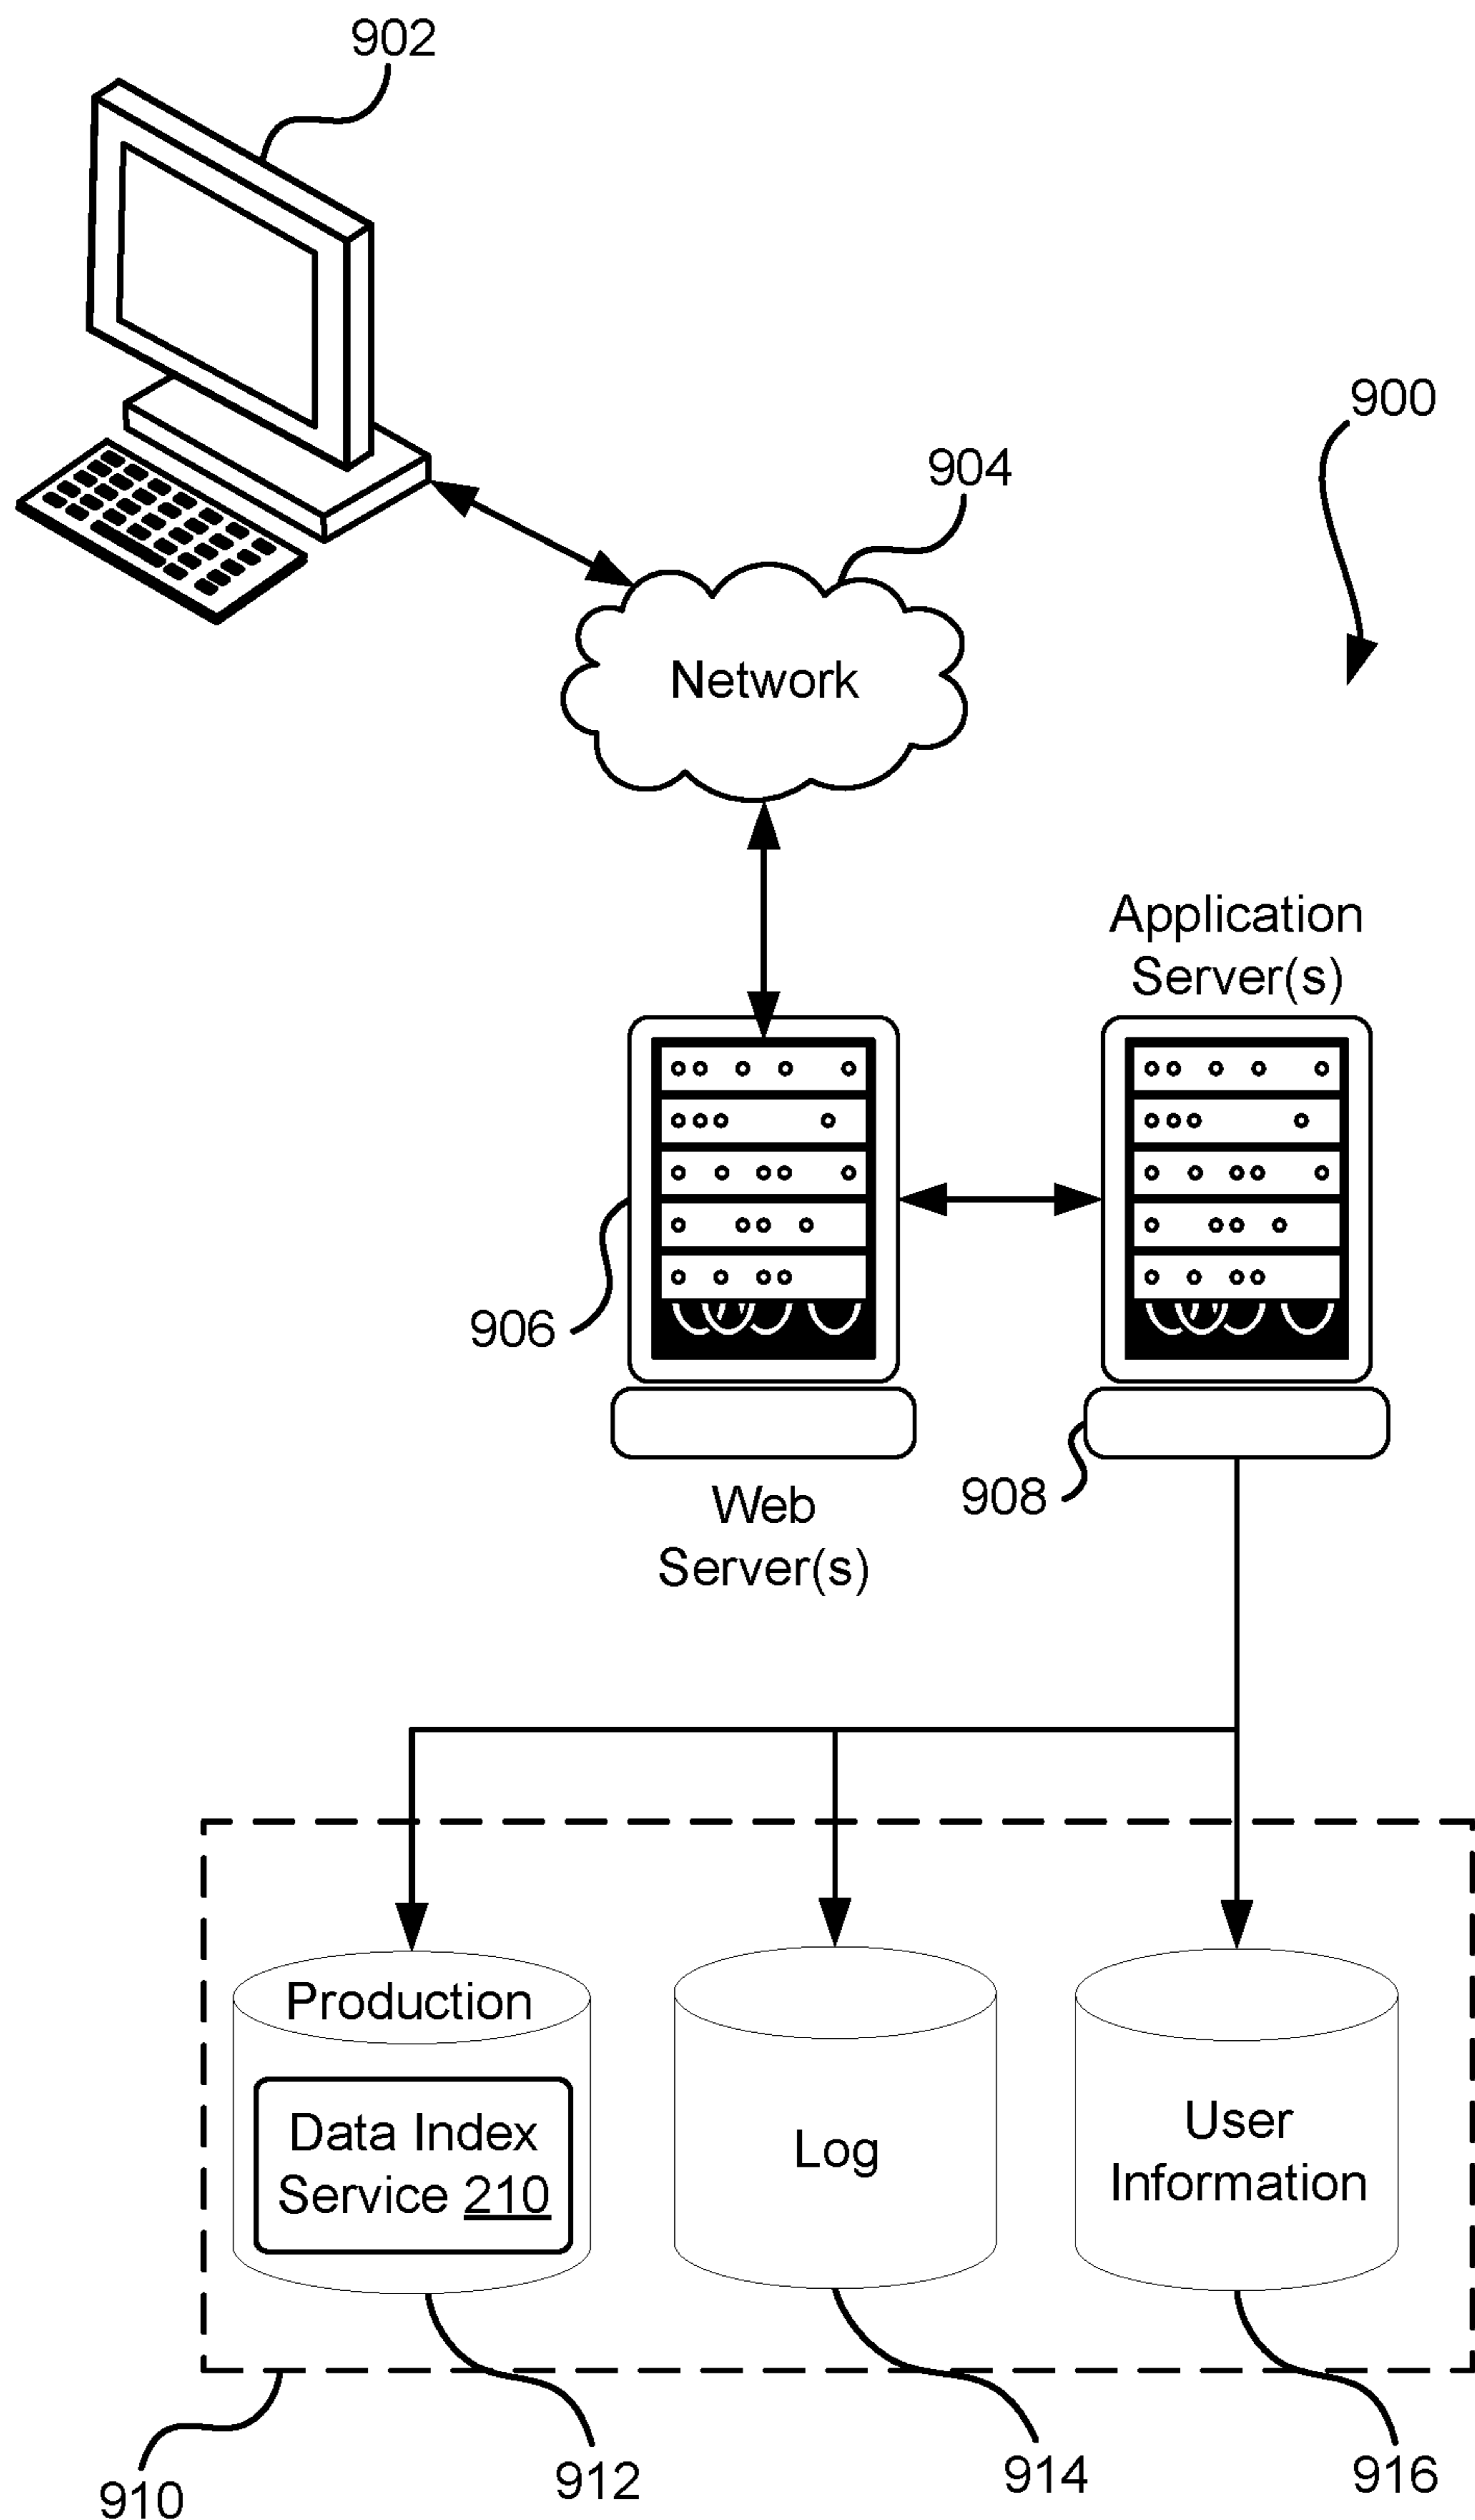 902
900
904
Network
Application
Server(s)
906
908
Web
Server(s)
Production
Data Index
Service 210
Log
User
Information
910
912
914
916